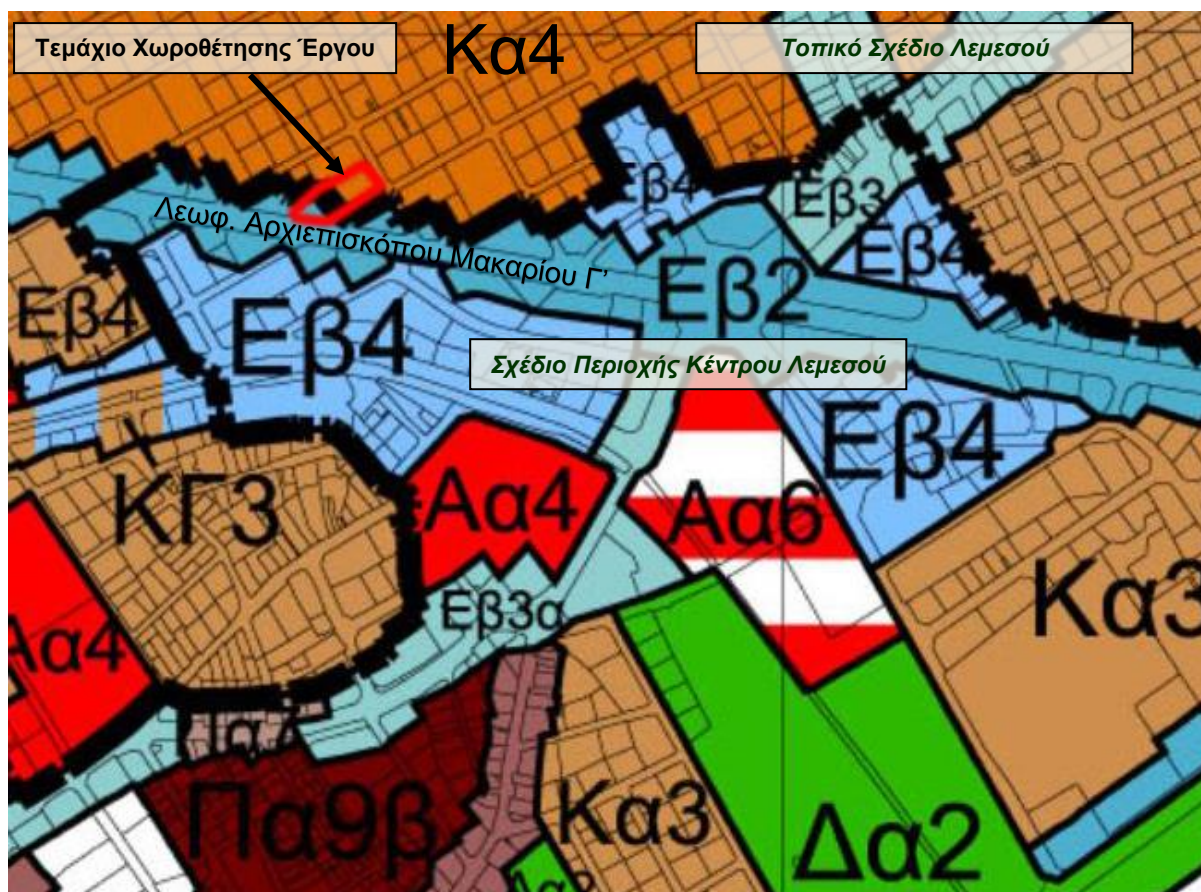 Τεμάχιο Χωροθέτησης Έργου
Κα4
Τοπικό Σχέδιο Λεμεσού
Εβ4
Εβ3
Λεωφ. Αρχιεπισκόπου Μακαρίου Γ’
Εβ4
Εβ4
Εβ4
Εβ2
Σχέδιο Περιοχής Κέντρου Λεμεσού
Εβ4
ΚΓ3
Αα4
Αα6
Κα3
Εβ3α
Αα4
Πα9β
Κα3
Δα2